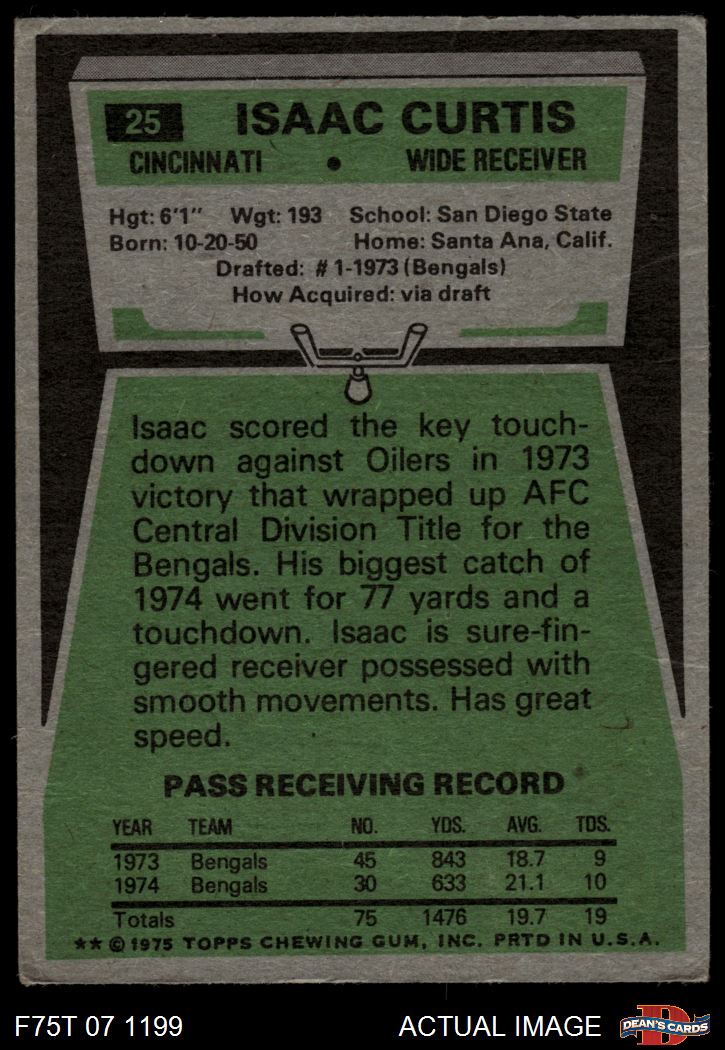 25 ISAAC CURTIS
CINCINNATI • WIDE RECEIVER
Hgt: 6'1" Wgt: 193 School: San Diego State
Born: 10-20-50 Home: Santa Ana, Calif.
Drafted: #1-1973 (Bengals)
How Acquired: via draft
Isaac scored the key touch-
down against Oilers in 1973
victory that wrapped up AFC
Central Division Title for the
Bengals. His biggest catch of
1974 went for 77 yards and a
touchdown. Isaac is sure-fin-
gered receiver possessed with
smooth movements. Has great
speed.
PASS RECEIVING RECORD
YEAR TEAM NO. YDS. AVG. TDS.
1973 Bengals 45 843 18.7 9
1974 Bengals 30 633 21.1 10
Totals 75 1476 19.7 19
** © 1975 TOPPS CHEWING GUM, INC. PRTD IN U.S.A.
F75T 07 1199 ACTUAL IMAGE D DEAN'S CARDS